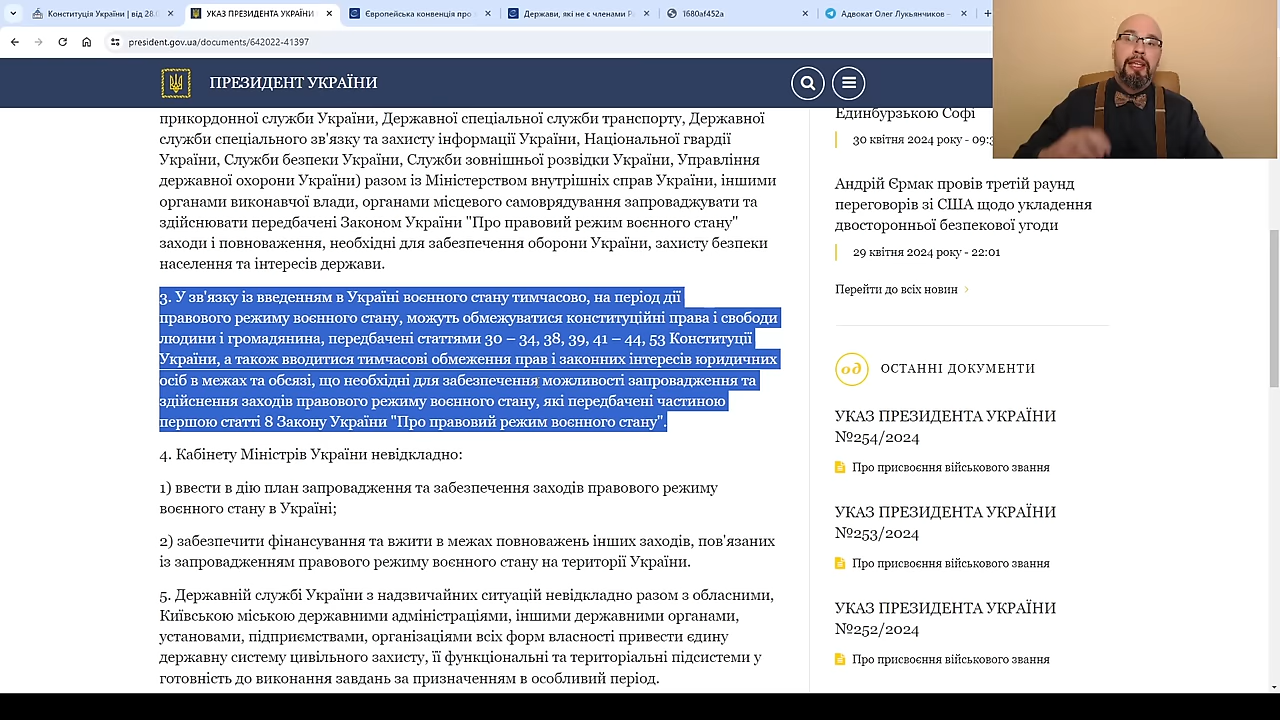 Конституція України | від 28.0
УКАЗ ПРЕЗИДЕНТА УКРАЇНИ
Європейська конвенція про
Держави, які не є членами Р
1680af452a
Адвокат Олег Лукьянчиков –
president.gov.ua/documents/642022-41397
ПРЕЗИДЕНТ УКРАЇНИ
прикордонної служби України, Державної спеціальної служби транспорту, Державної
служби спеціального зв'язку та захисту інформації України, Національної гвардії
України, Служби безпеки України, Служби зовнішньої розвідки України, Управління
державної охорони України) разом із Міністерством внутрішніх справ України, іншими
органами виконавчої влади, органами місцевого самоврядування запроваджувати та
здійснювати передбачені Законом України "Про правовий режим воєнного стану"
заходи і повноваження, необхідні для забезпечення оборони України, захисту безпеки
населення та інтересів держави.
3. У зв'язку із введенням в Україні воєнного стану тимчасово, на період дії
правового режиму воєнного стану, можуть обмежуватися конституційні права і свободи
людини і громадянина, передбачені статтями 30 – 34, 38, 39, 41 – 44, 53 Конституції
України, а також вводитися тимчасові обмеження прав і законних інтересів юридичних
осіб в межах та обсязі, що необхідні для забезпечення можливості запровадження та
здійснення заходів правового режиму воєнного стану, які передбачені частиною
першою статті 8 Закону України "Про правовий режим воєнного стану".
4. Кабінету Міністрів України невідкладно:
1) ввести в дію план запровадження та забезпечення заходів правового режиму
воєнного стану в Україні;
2) забезпечити фінансування та вжити в межах повноважень інших заходів, пов'язаних
із запровадженням правового режиму воєнного стану на території України.
5. Державній службі України з надзвичайних ситуацій невідкладно разом з обласними,
Київською міською державними адміністраціями, іншими державними органами,
установами, підприємствами, організаціями всіх форм власності привести єдину
державну систему цивільного захисту, її функціональні та територіальні підсистеми у
готовність до виконання завдань за призначенням в особливий період.
Единбурзькою Софі
30 квітня 2024 року - 09:3
Андрій Єрмак провів третій раунд
переговорів зі США щодо укладення
двосторонньої безпекової угоди
29 квітня 2024 року - 22:01
Перейти до всіх новин
од ОСТАННІ ДОКУМЕНТИ
УКАЗ ПРЕЗИДЕНТА УКРАЇНИ
№254/2024
Про присвоєння військового звання
УКАЗ ПРЕЗИДЕНТА УКРАЇНИ
№253/2024
Про присвоєння військового звання
УКАЗ ПРЕЗИДЕНТА УКРАЇНИ
№252/2024
Про присвоєння військового звання